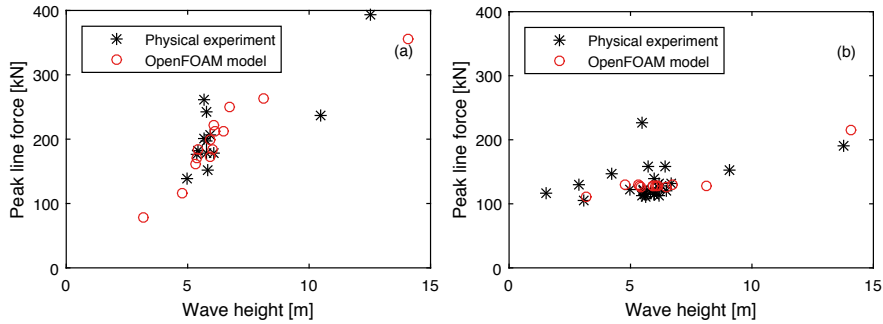 400
300
200
100
0
Peak line force [kN]
Physical experiment
OpenFOAM model
(a)
0
5
10
15
Wave height [m]
400
300
200
100
0
Peak line force [kN]
Physical experiment
OpenFOAM model
(b)
0
5
10
15
Wave height [m]